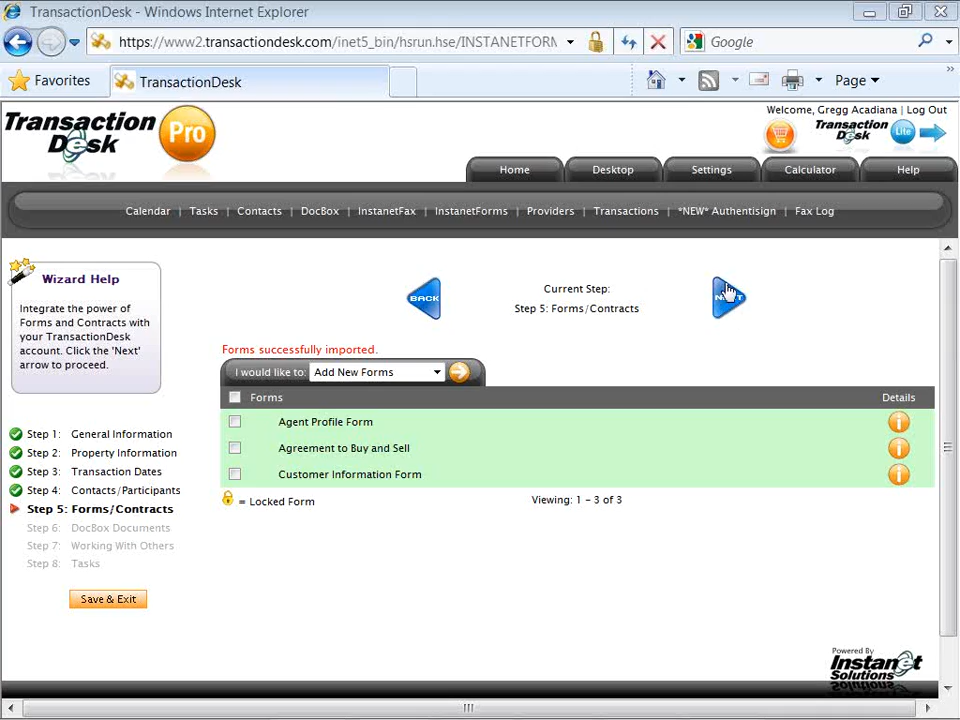 TransactionDesk - Windows Internet Explorer
https://www2.transactiondesk.com/inet5_bin/hsrun.hse/INSTANETFORM
Google
Favorites
TransactionDesk
Page
»
Transaction Desk
Pro
Welcome, Gregg Acadiana | Log Out
Transaction Desk
Lite
Home
Desktop
Settings
Calculator
Help
Calendar | Tasks | Contacts | DocBox | InstanetFax | InstanetForms | Providers | Transactions | *NEW* Authentisign | Fax Log
Wizard Help
Integrate the power of
Forms and Contracts with
your TransactionDesk
account. Click the 'Next'
arrow to proceed.
BACK
Current Step:
Step 5: Forms/Contracts
Forms successfully imported.
I would like to: Add New Forms
Forms Details
Agent Profile Form
Agreement to Buy and Sell
Customer Information Form
= Locked Form
Viewing: 1 - 3 of 3
Step 1: General Information
Step 2: Property Information
Step 3: Transaction Dates
Step 4: Contacts/Participants
Step 5: Forms/Contracts
Step 6: DocBox Documents
Step 7: Working With Others
Step 8: Tasks
Save & Exit
Powered By
Instanet
Solutions